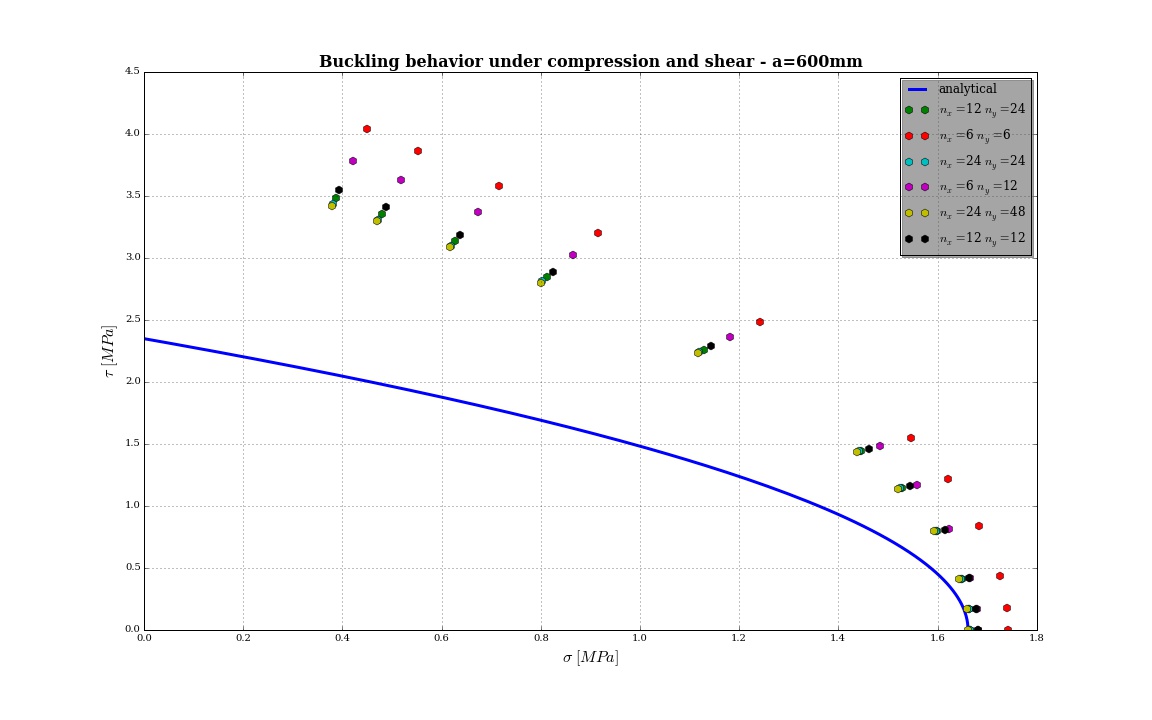 Buckling behavior under compression and shear - a=600mm
4.5
4.0
3.5
3.0
2.5
2.0
1.5
1.0
0.5
0.0
τ [MPa]
analytical
n_x =12 n_y =24
n_x =6 n_y =6
n_x =24 n_y =24
n_x =6 n_y =12
n_x =24 n_y =48
n_x =12 n_y =12
0.0 0.2 0.4 0.6 0.8 1.0 1.2 1.4 1.6 1.8
σ [MPa]